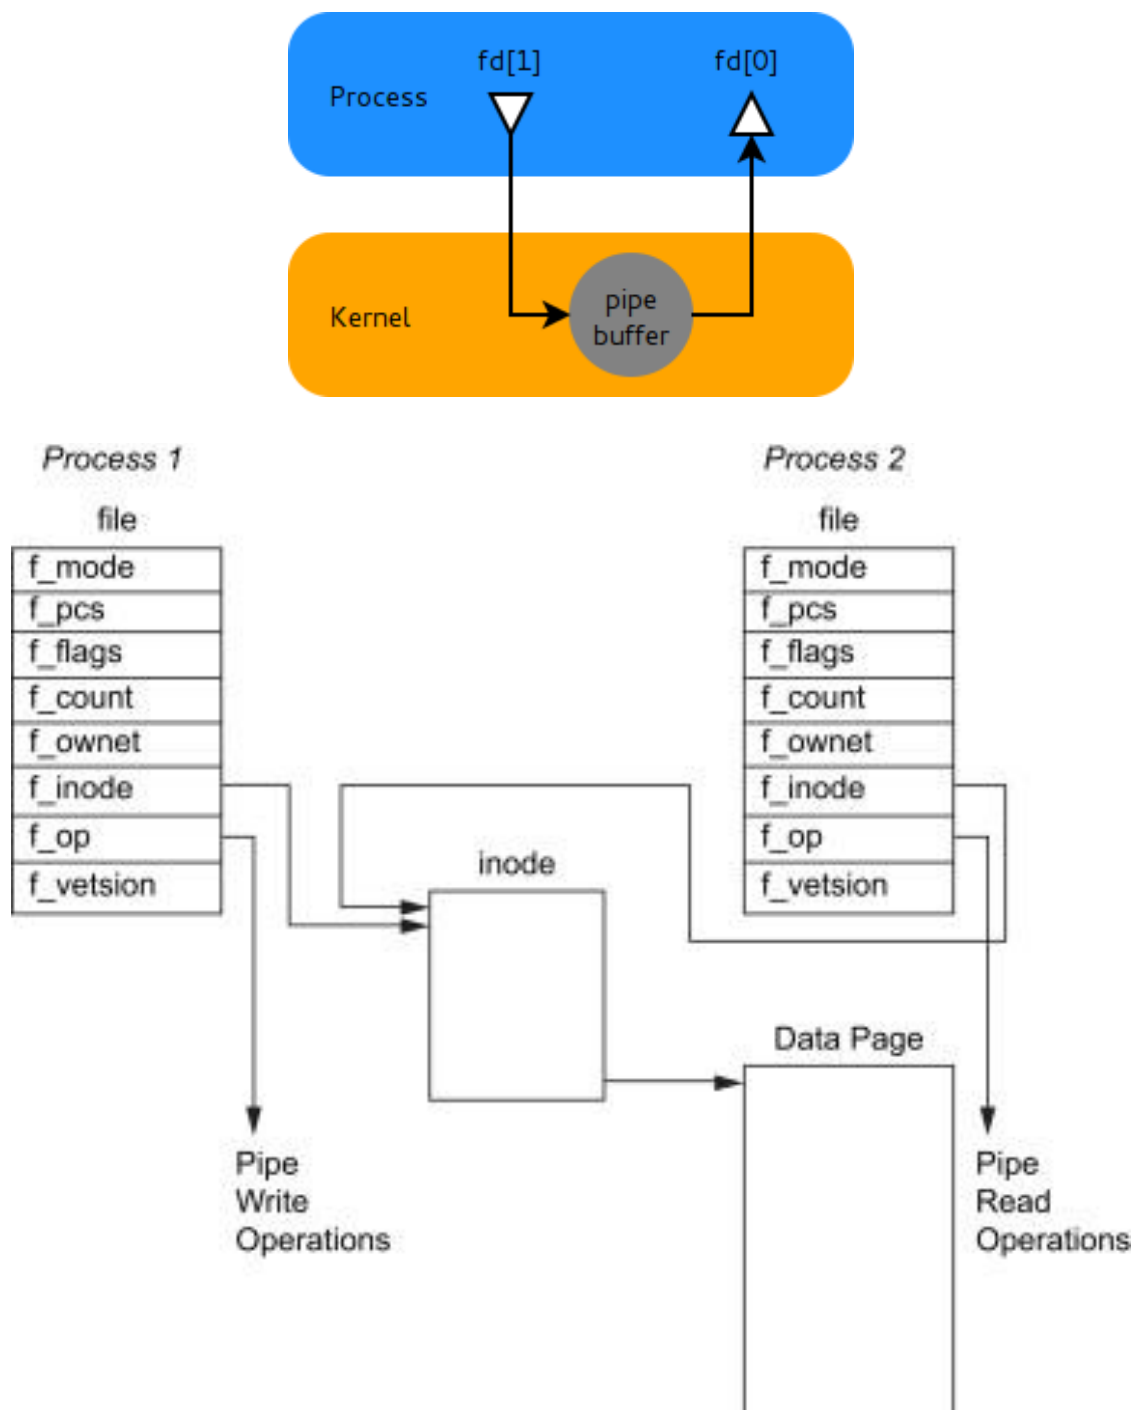 fd[1]
fd[0]
Process
Kernel
pipe
buffer
Process 1
file
f_mode
f_pcs
f_flags
f_count
f_ownet
f_inode
f_op
f_vetsion
Process 2
file
f_mode
f_pcs
f_flags
f_count
f_ownet
f_inode
f_op
f_vetsion
inode
Data Page
Pipe
Write
Operations
Pipe
Read
Operations